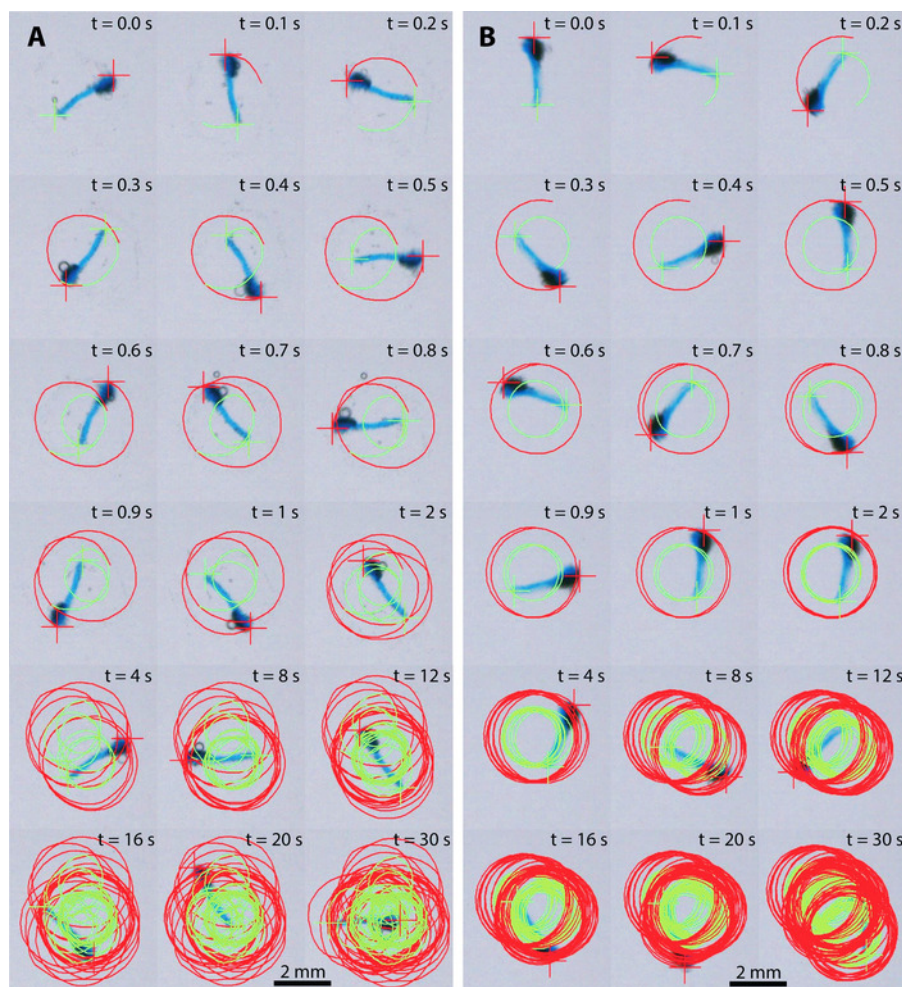 A
t = 0.0 s
t = 0.1 s
t = 0.2 s
t = 0.3 s
t = 0.4 s
t = 0.5 s
t = 0.6 s
t = 0.7 s
t = 0.8 s
t = 0.9 s
t = 1 s
t = 2 s
t = 4 s
t = 8 s
t = 12 s
t = 16 s
t = 20 s
t = 30 s
2 mm
B
t = 0.0 s
t = 0.1 s
t = 0.2 s
t = 0.3 s
t = 0.4 s
t = 0.5 s
t = 0.6 s
t = 0.7 s
t = 0.8 s
t = 0.9 s
t = 1 s
t = 2 s
t = 4 s
t = 8 s
t = 12 s
t = 16 s
t = 20 s
t = 30 s
2 mm